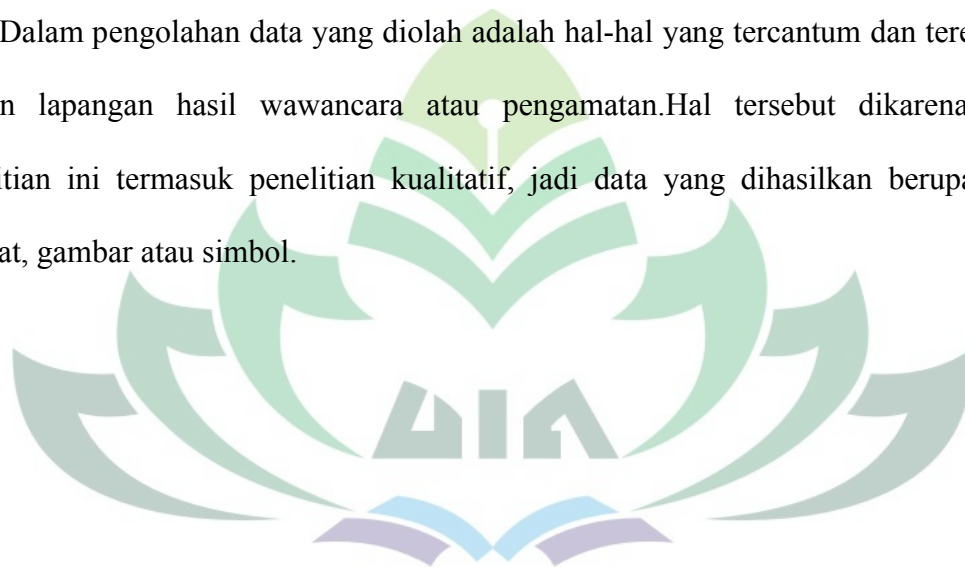 Dalam pengolahan data yang diolah adalah hal-hal yang tercantum dan
lapangan hasil wawancara atau pengamatan.Hal tersebut
ini termasuk penelitian kualitatif, jadi data yang dihasilkan
gambar atau simbol.
UIN